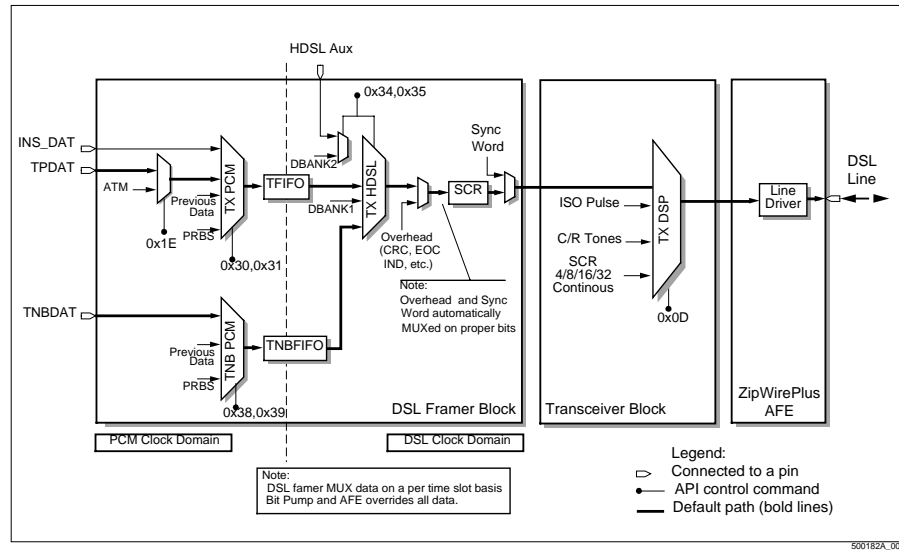 HDSL Aux
0x34,0x35
INS_DAT
TPDAT
ATM
Previous
Data
PRBS
0x1E
TX PCM
0x30,0x31
TFIFO
DBANK2
DBANK1
TX HDSL
Overhead
(CRC, EOC
IND, etc.)
SCR
Sync
Word
Note:
Overhead and Sync
Word automatically
MUXed on proper bits
ISO Pulse
C/R Tones
SCR
4/8/16/32
Continous
TX DSP
0x0D
Line
Driver
DSL
Line
TNBDAT
Previous
Data
PRBS
TNB PCM
0x38,0x39
TNBFIFO
DSL Framer Block
Transceiver Block
ZipWirePlus
AFE
PCM Clock Domain
DSL Clock Domain
Note:
DSL famer MUX data on a per time slot basis
Bit Pump and AFE overrides all data.
Legend:
Connected to a pin
API control command
Default path (bold lines)